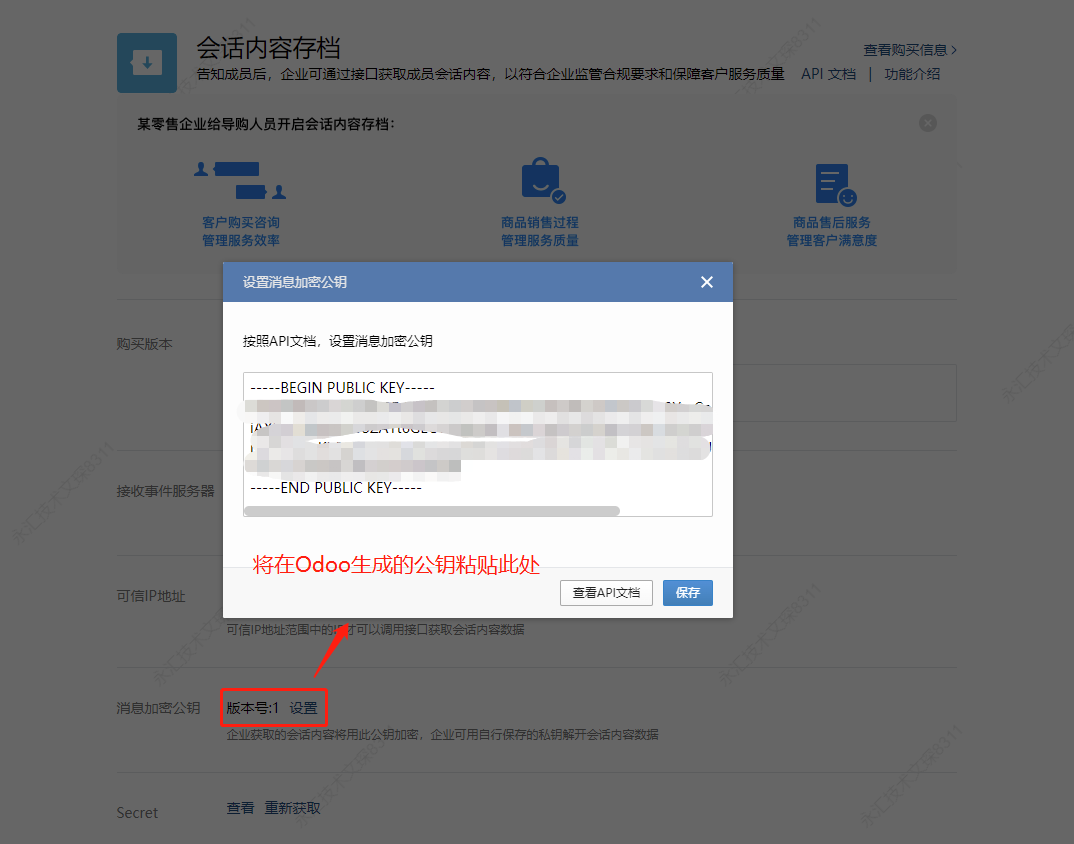 会话内容存档
查看购买信息
告知成员后，企业可通过接口获取成员会话内容，以符合企业监管合规要求和保障客户服务质量 API 文档 | 功能介绍
某零售企业给导购人员开启会话内容存档：
客户购买咨询
管理服务效率
商品销售过程
管理服务质量
商品售后服务
管理客户满意度
设置消息加密公钥
按照API文档，设置消息加密公钥
-----BEGIN PUBLIC KEY-----
-----END PUBLIC KEY-----
将在Odoo生成的公钥粘贴此处
查看API文档 保存
购买版本
接收事件服务器
可信IP地址
可信IP地址范围中的IP才可以调用接口获取会话内容数据
消息加密公钥 版本号:1 设置
企业获取的会话内容将用此公钥加密，企业可用自行保存的私钥解开会话内容数据
Secret 查看 重新获取